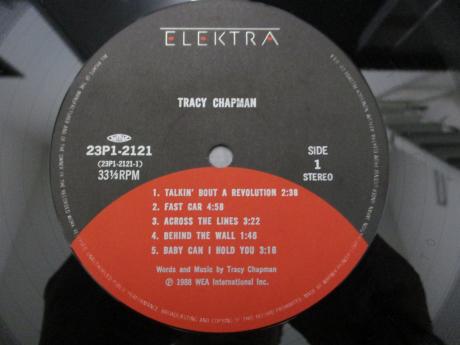 ELEKTRA
TRACY CHAPMAN
23P1-2121
(23P1-2121-1)
33⅓RPM
SIDE
1
STEREO
1. TALKIN' BOUT A REVOLUTION 2:38
2. FAST CAR 4:58
3. ACROSS THE LINES 3:22
4. BEHIND THE WALL 1:46
5. BABY CAN I HOLD YOU 3:16
Words and Music by Tracy Chapman
Ⓟ 1988 WEA International Inc.